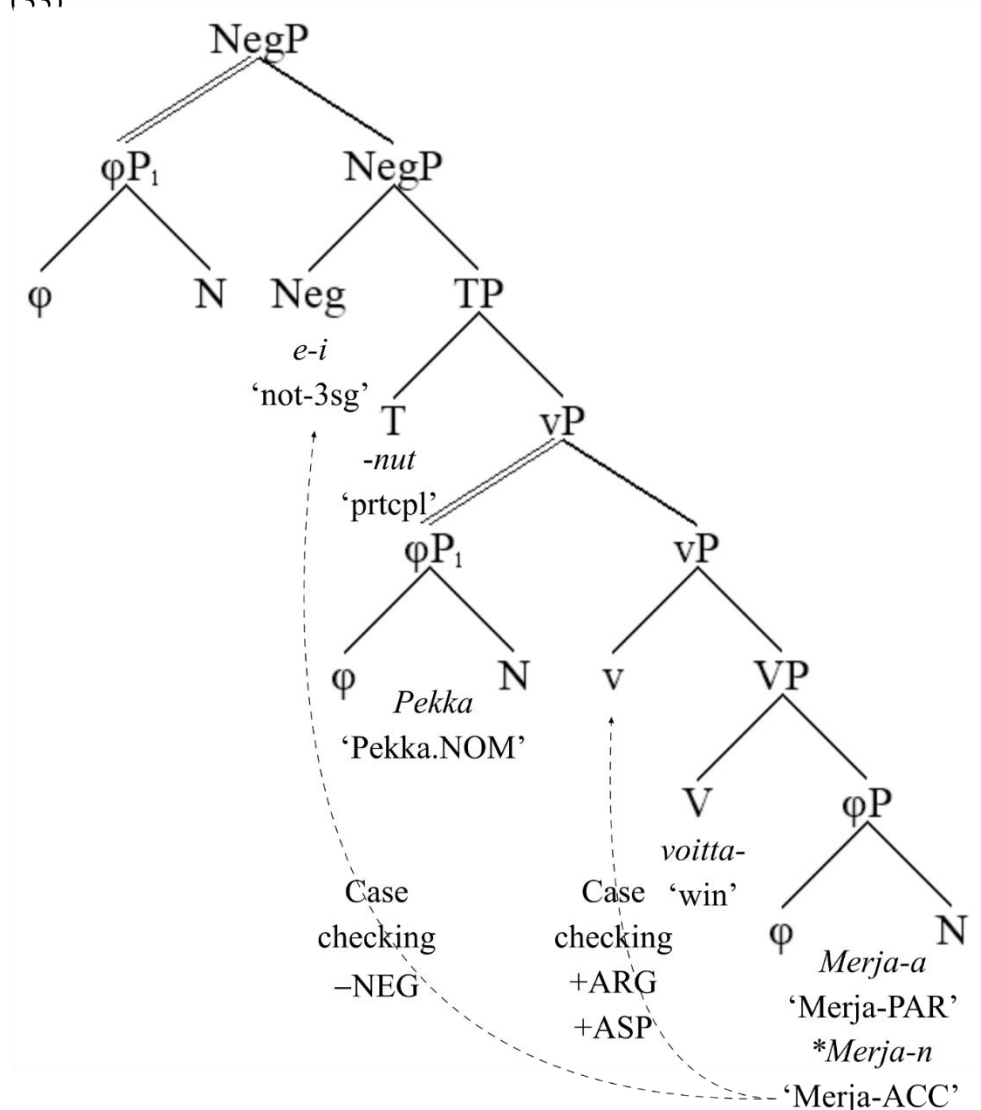 NegP
φP₁ NegP
φ N Neg TP
e-i
‘not-3sg’ T vP
-nut
‘prtcpl’
φP₁ vP
φ N v VP
Pekka
‘Pekka.NOM’
V φP
voitta-
Case Case ‘win’
φ N
checking checking
Merja-a
–NEG +ARG
‘Merja-PAR’
+ASP
*Merja-n
‘Merja-ACC’